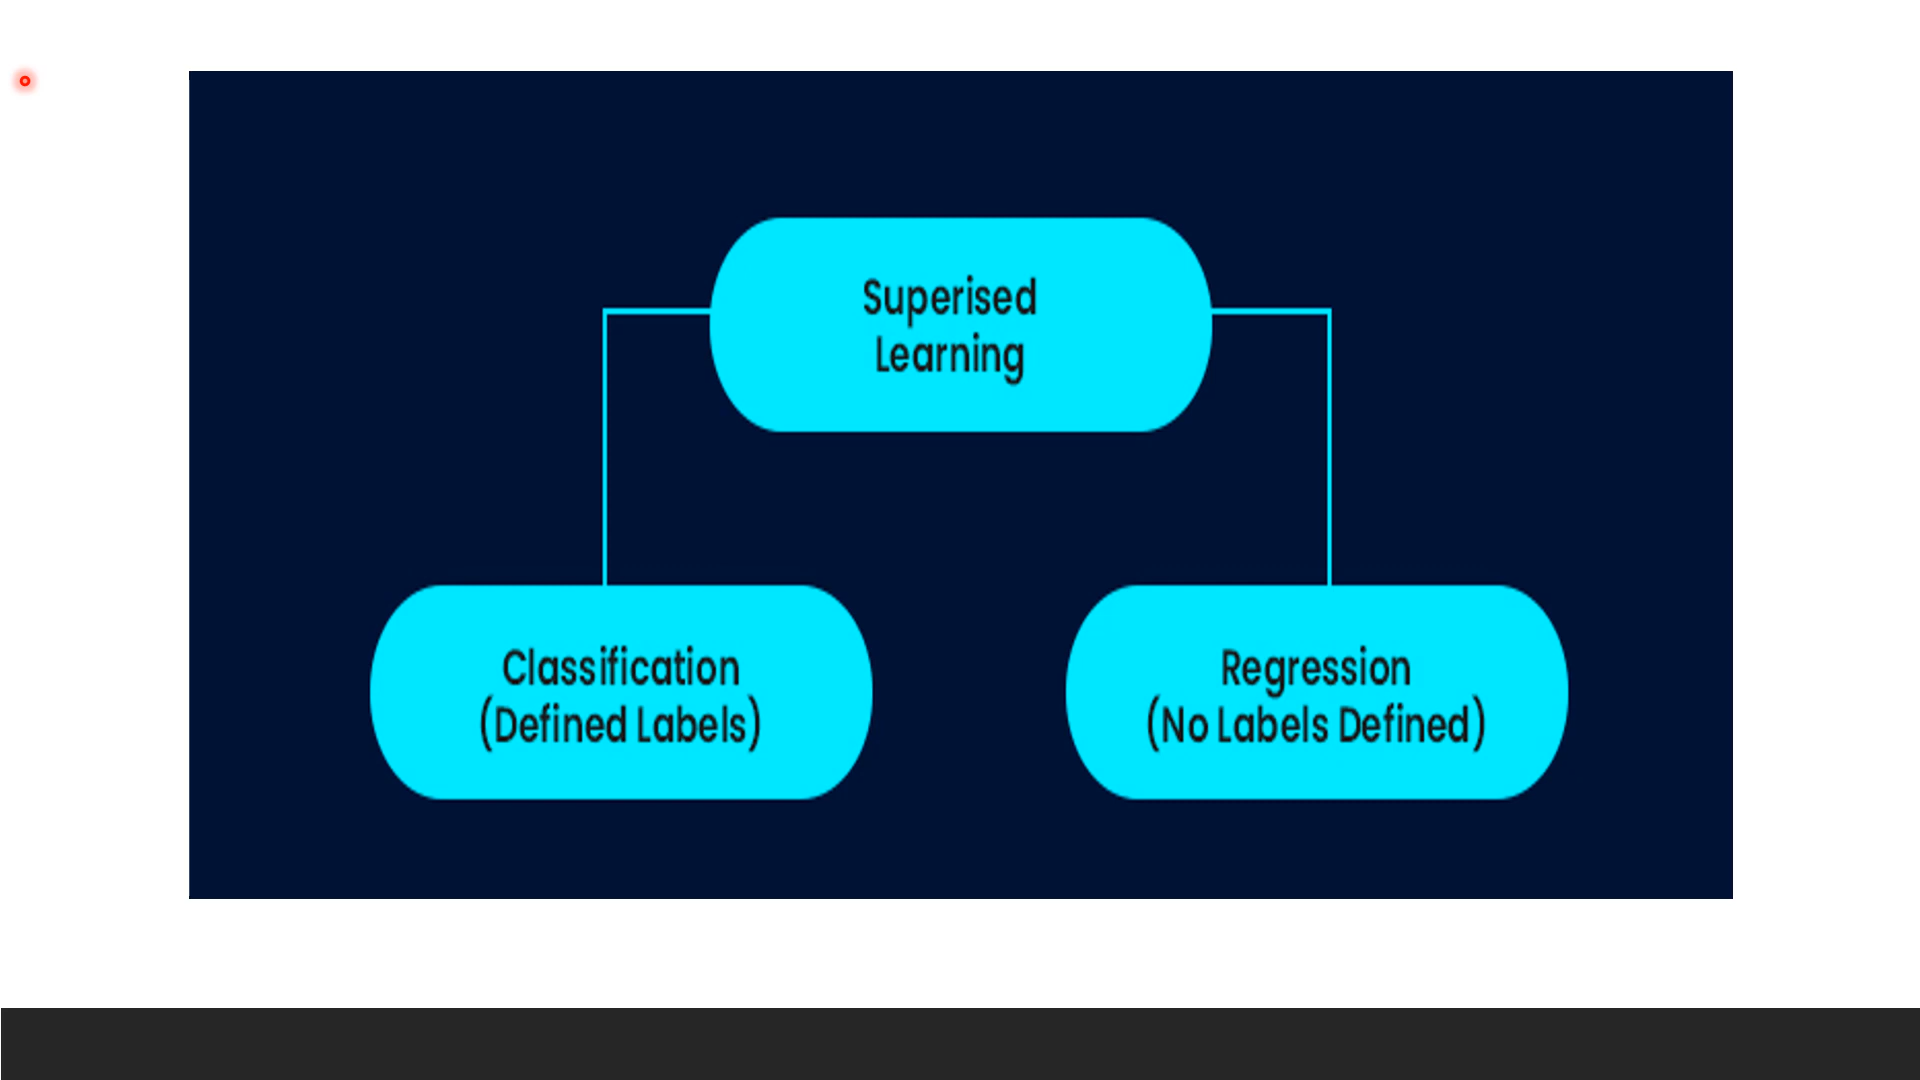 Superised
Learning
Classification
(Defined Labels)
Regression
(No Labels Defined)